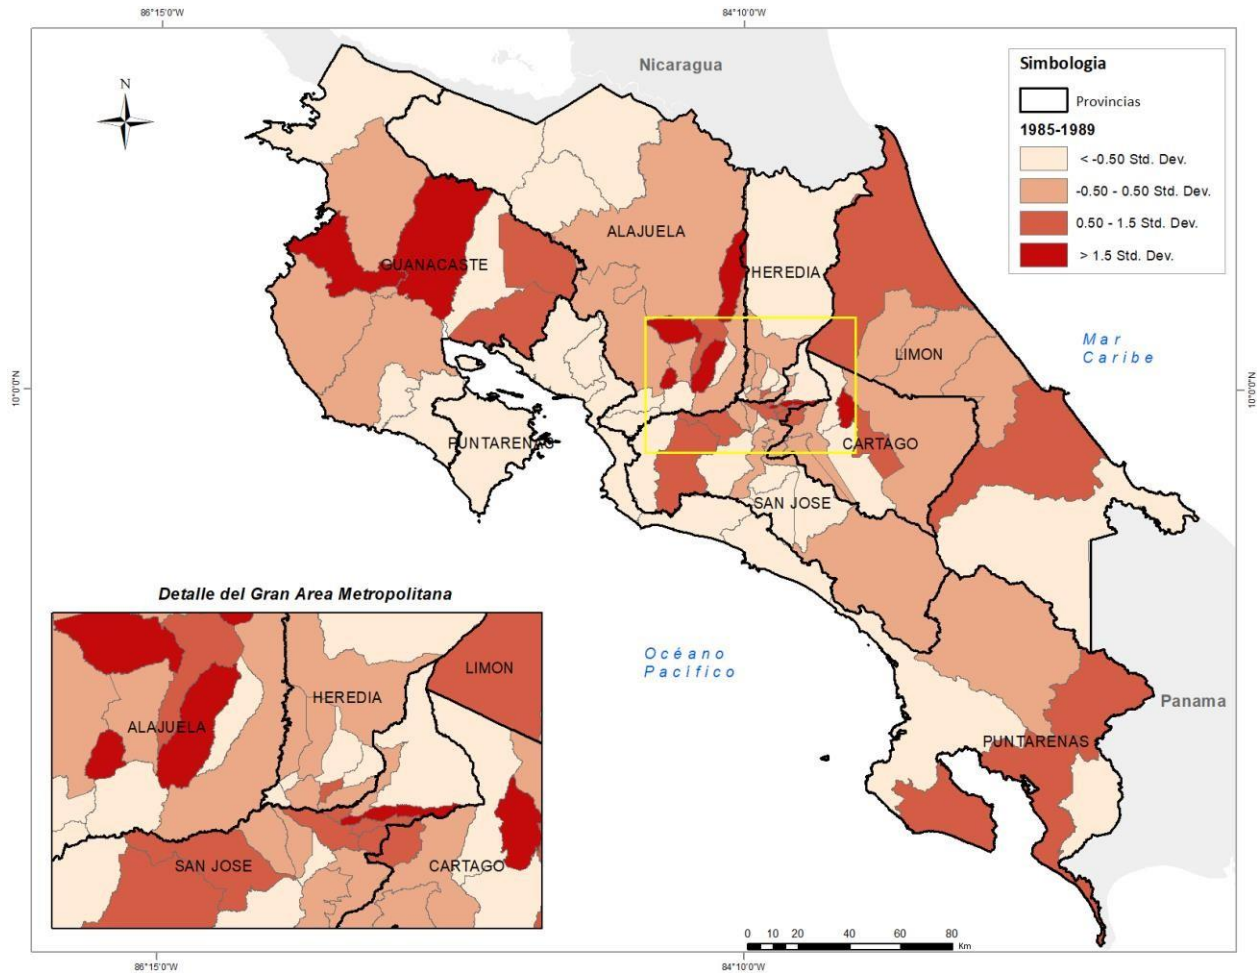 86°15'0"W
84°10'0"W
N
Nicaragua
Simbologia
Provincias
1985-1989
< -0.50 Std. Dev.
-0.50 - 0.50 Std. Dev.
0.50 - 1.5 Std. Dev.
> 1.5 Std. Dev.
ALAJUELA
GUANACASTE
HEREDIA
Mar
Caribe
LIMON
10°0'0"N
10°0'0"N
PUNTARENAS
CARTAGO
SAN JOSE
Detalle del Gran Area Metropolitana
Océano
Pacífico
LIMON
HEREDIA
ALAJUELA
Panama
PUNTARENAS
SAN JOSE
CARTAGO
0 10 20 40 60 80
Km
86°15'0"W
84°10'0"W